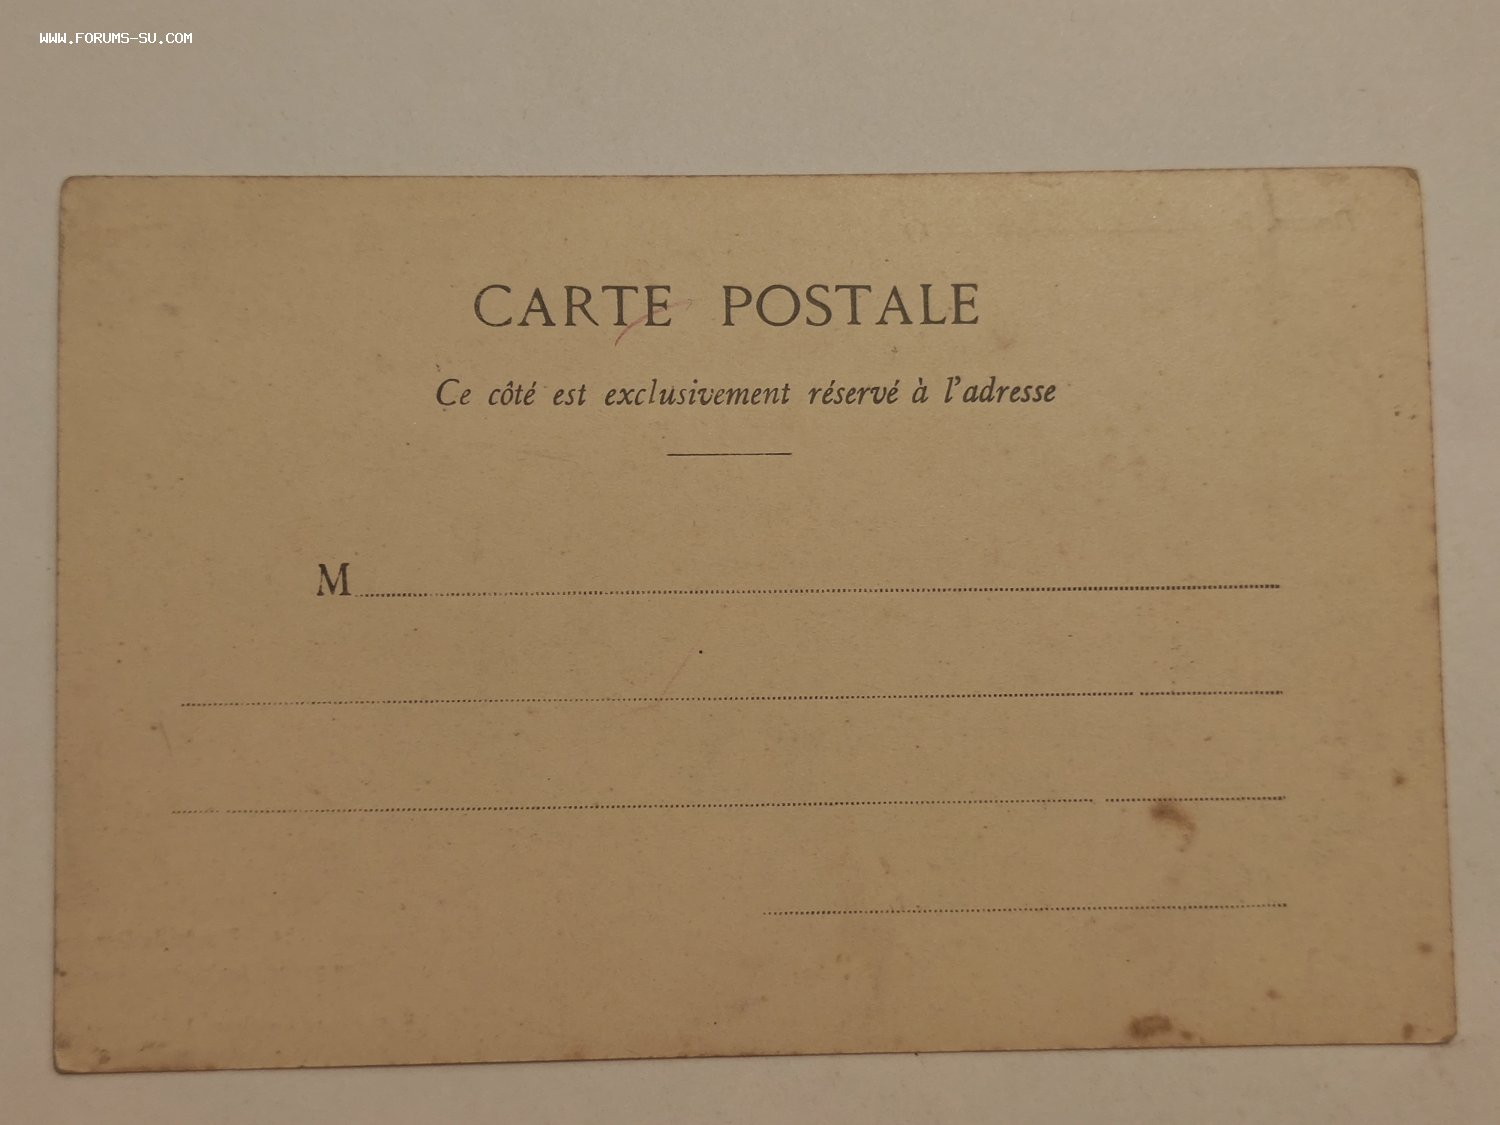 WWW.FORUMS-SU.COM
CARTE POSTALE
Ce côté est exclusivement réservé à l'adresse
M